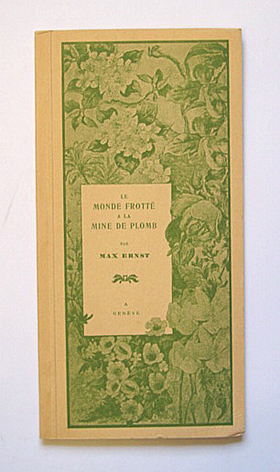 LE
MONDE FROTTÉ
A LA
MINE DE PLOMB
PAR
MAX ERNST
A
GENÈVE